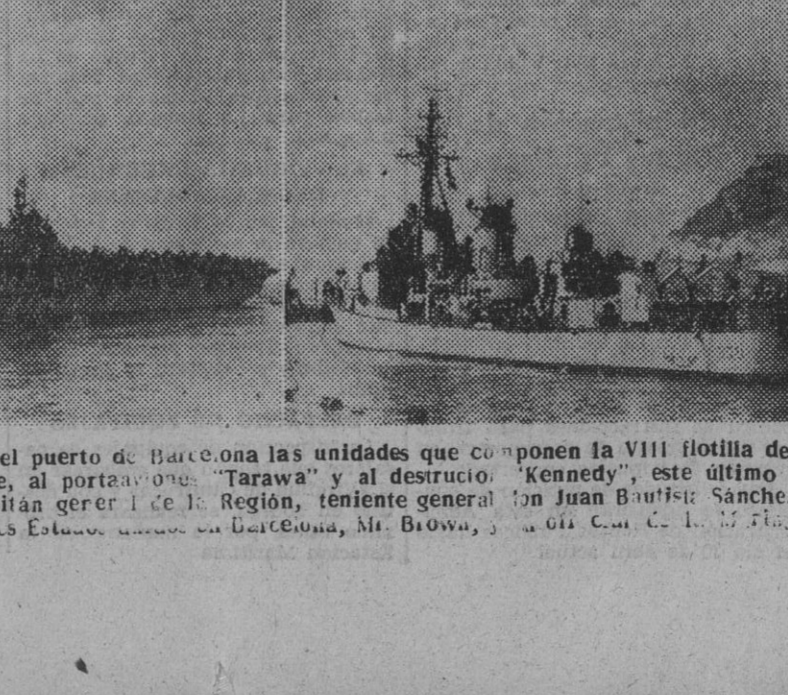 el puerto de Barcelona las unidades que componen la VIII flotilla de
e, al portaaviones "Tarawa" y al destructor "Kennedy", este último
itán general de la Región, teniente general don Juan Bautista Sánche
s Estados Unidos en Barcelona, Mr. Brown, y